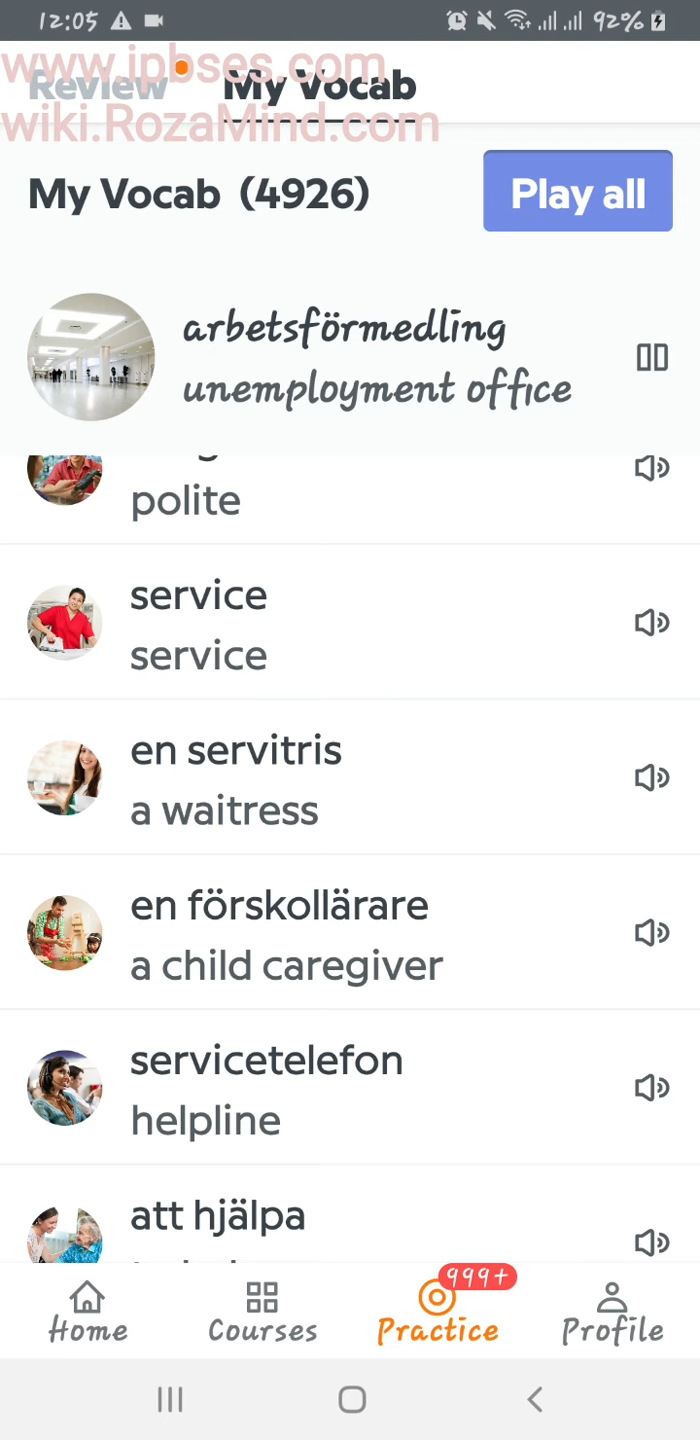 12:05
92%
www.ipbses.com
Review My Vocab
wiki.RozaMind.com
My Vocab (4926)
Play all
arbetsförmedling
unemployment office
polite
service
service
en servitris
a waitress
en förskollärare
a child caregiver
servicetelefon
helpline
att hjälpa
999+
Home
Courses
Practice
Profile